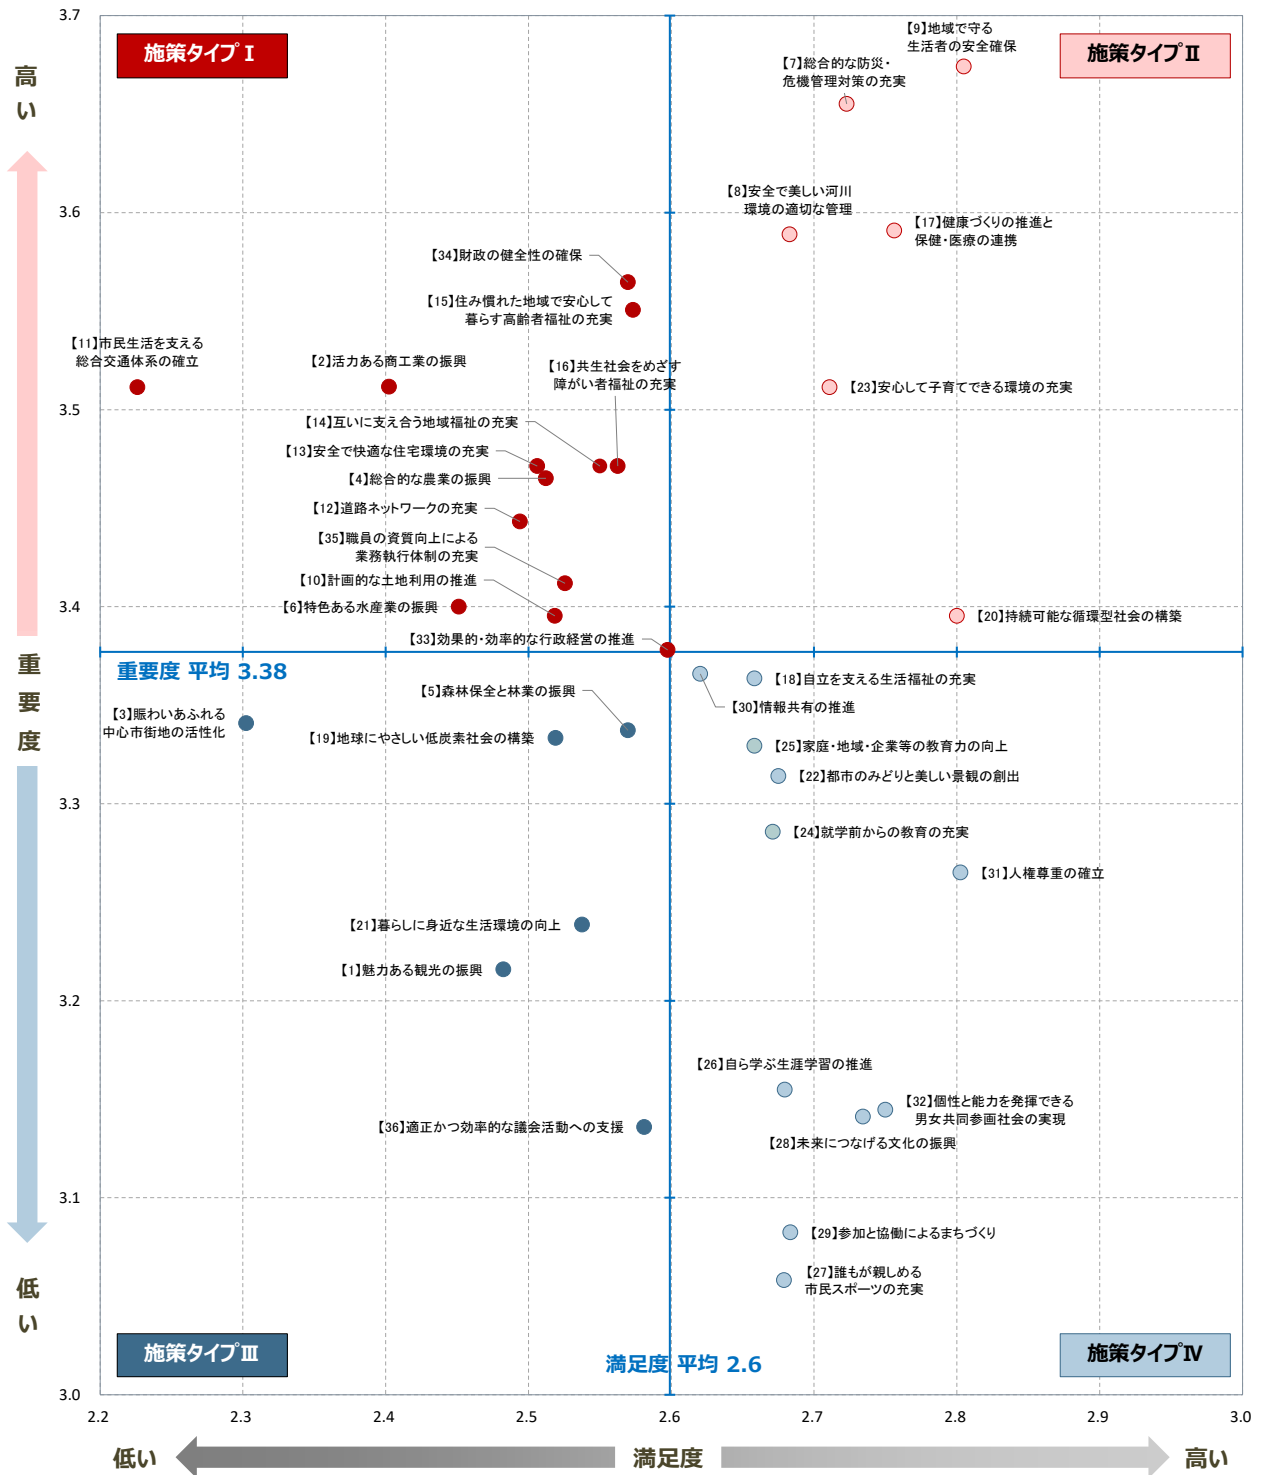 3.7
施策タイプⅠ
【9】地域で守る
生活者の安全確保
施策タイプⅡ
【7】総合的な防災・
危機管理対策の充実
高
い
【8】安全で美しい河川
環境の適切な管理
3.6
【17】健康づくりの推進と
保健・医療の連携
【34】財政の健全性の確保
【15】住み慣れた地域で安心して
暮らす高齢者福祉の充実
【11】市民生活を支える
総合交通体系の確立
【2】活力ある商工業の振興
【16】共生社会をめざす
障がい者福祉の充実
【23】安心して子育てできる環境の充実
3.5
【14】互いに支え合う地域福祉の充実
【13】安全で快適な住宅環境の充実
【4】総合的な農業の振興
【12】道路ネットワークの充実
【35】職員の資質向上による
業務執行体制の充実
【10】計画的な土地利用の推進
【6】特色ある水産業の振興
3.4
【20】持続可能な循環型社会の構築
【33】効果的・効率的な行政経営の推進
重
要
度
重要度 平均 3.38
【18】自立を支える生活福祉の充実
【5】森林保全と林業の振興
【30】情報共有の推進
【3】賑わいあふれる
中心市街地の活性化
【19】地球にやさしい低炭素社会の構築
【25】家庭・地域・企業等の教育力の向上
【22】都市のみどりと美しい景観の創出
3.3
【24】就学前からの教育の充実
【31】人権尊重の確立
【21】暮らしに身近な生活環境の向上
【1】魅力ある観光の振興
3.2
【26】自ら学ぶ生涯学習の推進
【32】個性と能力を発揮できる
男女共同参画社会の実現
【36】適正かつ効率的な議会活動への支援
【28】未来につなげる文化の振興
3.1
【29】参加と協働によるまちづくり
【27】誰もが親しめる
市民スポーツの充実
低
い
施策タイプⅢ
満足度 平均 2.6
施策タイプⅣ
3.0
2.2
2.3
2.4
2.5
2.6
2.7
2.8
2.9
3.0
低い
満足度
高い